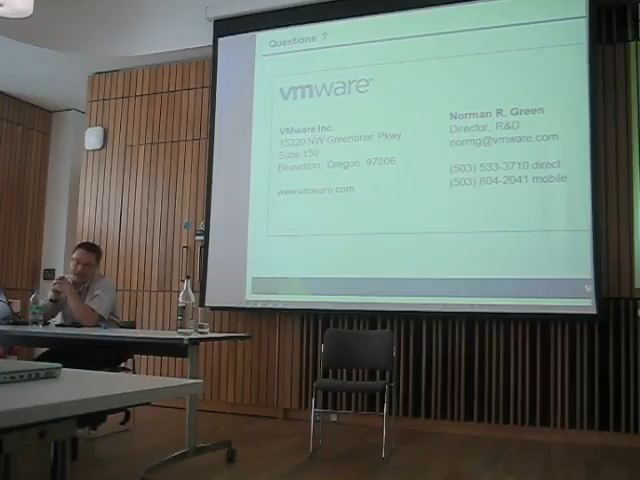 Questions ?
vmware
VMware Inc.
15220 NW Greenbrier Pkwy
Suite 150
Beaverton, Oregon. 97006
www.vmware.com
Norman R. Green
Director, R&D
normg@vmware.com
(503) 533-3710 direct
(503) 804-2041 mobile